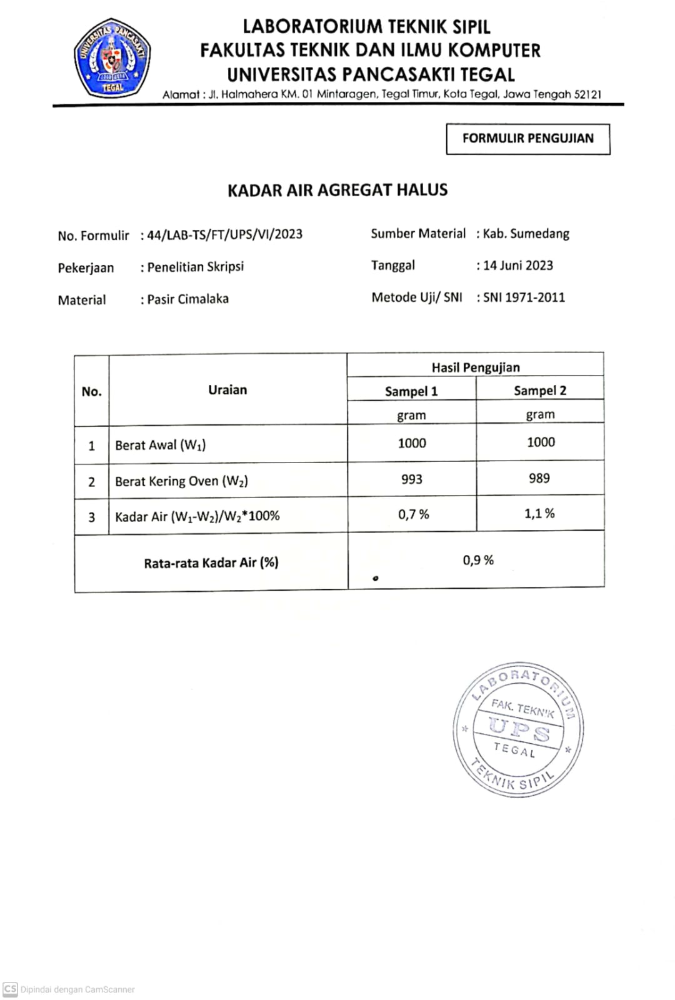 UNIVERSITAS PANCASAKTI
TEGAL
LABORATORIUM TEKNIK SIPIL
FAKULTAS TEKNIK DAN ILMU KOMPUTER
UNIVERSITAS PANCASAKTI TEGAL
Alamat : Jl. Halmahera KM. 01 Mintaragen, Tegal Timur, Kota Tegal, Jawa Tengah 52121
FORMULIR PENGUJIAN
KADAR AIR AGREGAT HALUS
No. Formulir : 44/LAB-TS/FT/UPS/VI/2023 Sumber Material : Kab. Sumedang
Pekerjaan : Penelitian Skripsi Tanggal : 14 Juni 2023
Material : Pasir Cimalaka Metode Uji/ SNI : SNI 1971-2011
No. Uraian Hasil Pengujian
Sampel 1 Sampel 2
gram gram
1 Berat Awal (W₁) 1000 1000
2 Berat Kering Oven (W₂) 993 989
3 Kadar Air (W₁-W₂)/W₂*100% 0,7 % 1,1 %
Rata-rata Kadar Air (%) 0,9 %
LABORATORIUM
FAK. TEKNIK
UPS
TEGAL
TEKNIK SIPIL
CS Dipindai dengan CamScanner